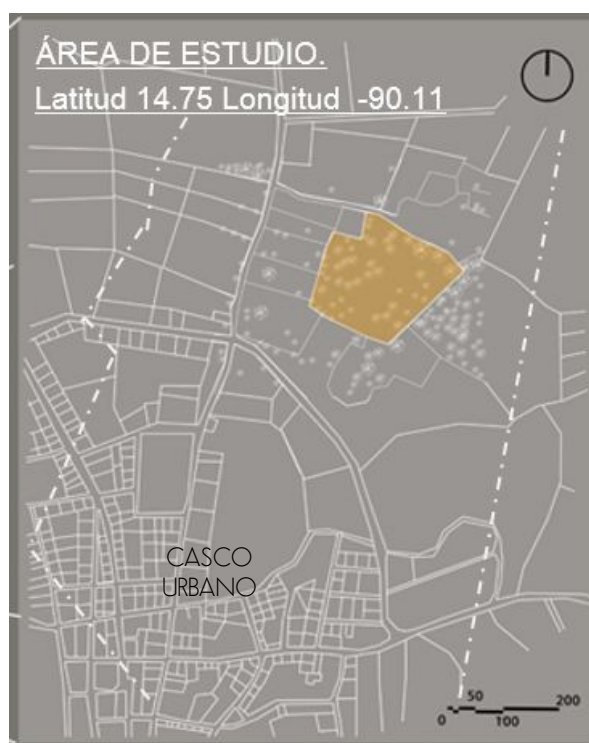 ÁREA DE ESTUDIO.
Latitud 14.75 Longitud -90.11
CASCO
URBANO
50 200
0 100